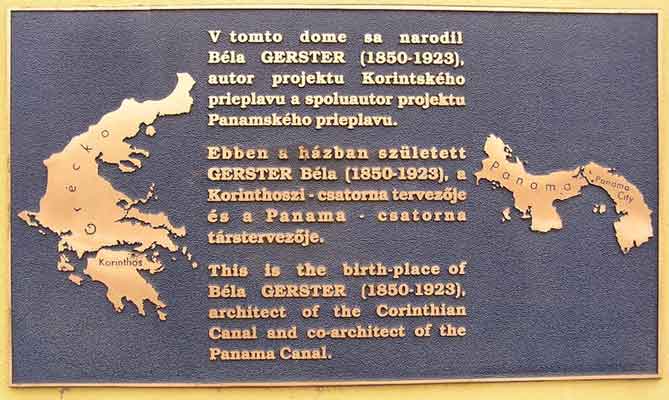 V tomto dome sa narodil
Béla GERSTER (1850-1923),
autor projektu Korintského
prieplavu a spoluautor projektu
Panamského prieplavu.
Ebben a házban született
GERSTER Béla (1850-1923), a
Korinthoszi - csatorna tervezője
és a Panama - csatorna
társtervezője.
This is the birth-place of
Béla GERSTER (1850-1923),
architect of the Corinthian
Canal and co-architect of the
Panama Canal.
Grécko
Korinthos
Panama
Panama
City